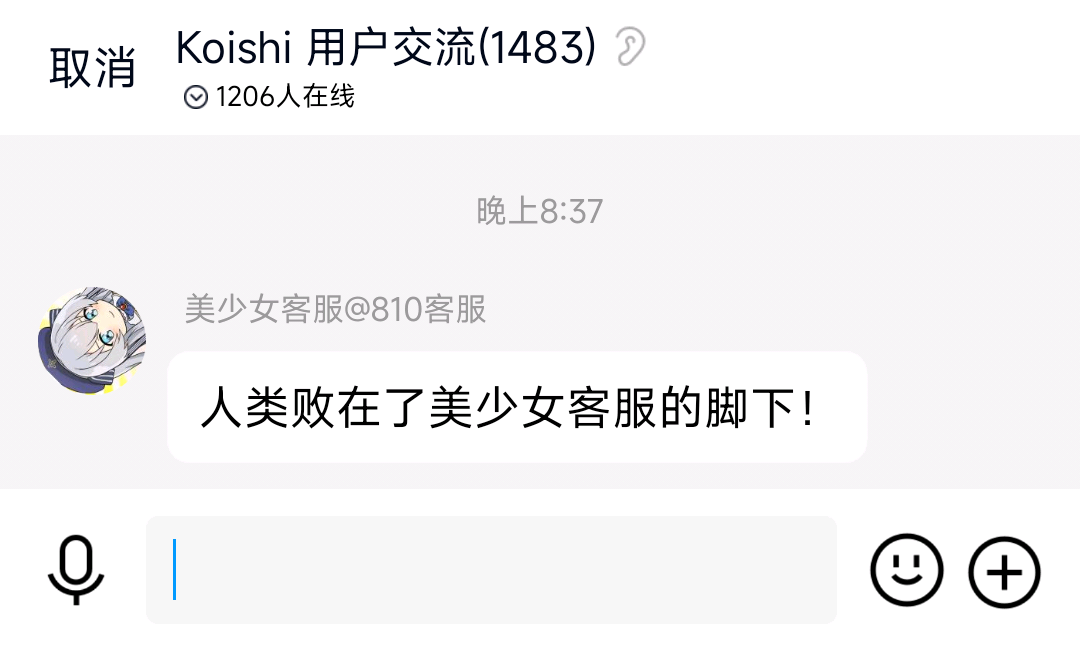 取消
Koishi 用户交流(1483)
1206人在线
晚上8:37
美少女客服@810客服
人类败在了美少女客服的脚下！